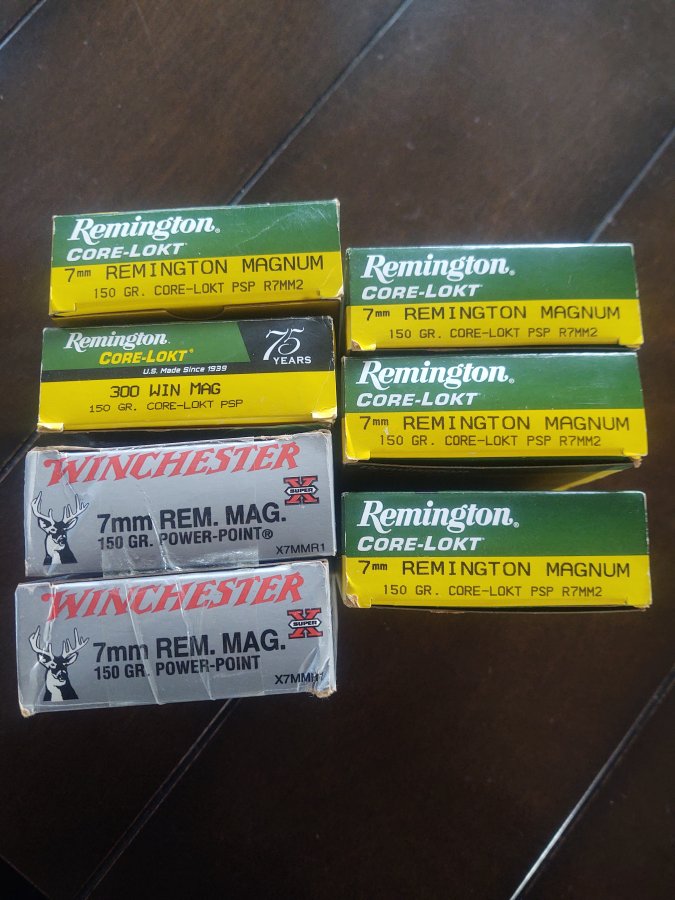 Remington®
CORE-LOKT
7mm REMINGTON MAGNUM
150 GR. CORE-LOKT PSP R7MM2
Remington®
CORE-LOKT®
U.S. Made Since 1939
75 YEARS
300 WIN MAG
150 GR. CORE-LOKT PSP
WINCHESTER
SUPER X
7mm REM. MAG.
150 GR. POWER-POINT®
X7MMR1
WINCHESTER
SUPER X
7mm REM. MAG.
150 GR. POWER-POINT
X7MMR1
Remington®
CORE-LOKT
7mm REMINGTON MAGNUM
150 GR. CORE-LOKT PSP R7MM2
Remington®
CORE-LOKT
7mm REMINGTON MAGNUM
150 GR. CORE-LOKT PSP R7MM2
Remington®
CORE-LOKT
7mm REMINGTON MAGNUM
150 GR. CORE-LOKT PSP R7MM2